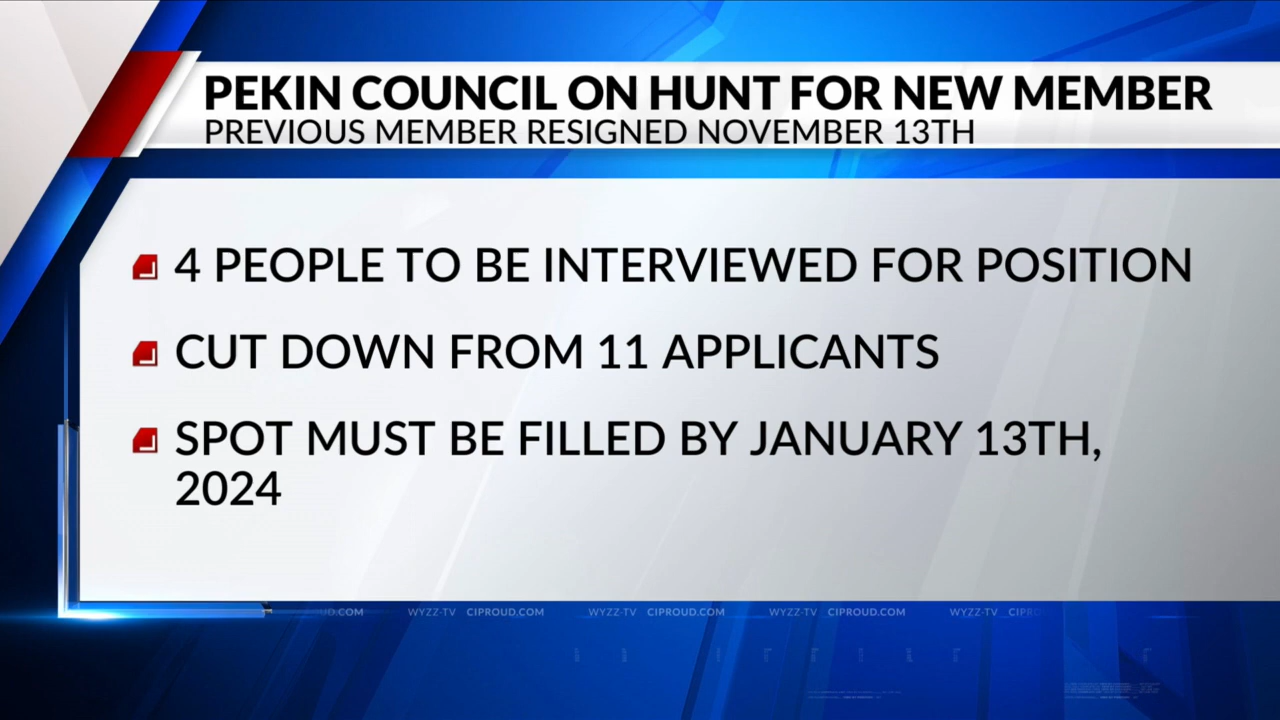 PEKIN COUNCIL ON HUNT FOR NEW MEMBER
PREVIOUS MEMBER RESIGNED NOVEMBER 13TH
4 PEOPLE TO BE INTERVIEWED FOR POSITION
CUT DOWN FROM 11 APPLICANTS
SPOT MUST BE FILLED BY JANUARY 13TH,
2024
WYZZ-TV CIPROUD.COM WYZZ-TV CIPROUD.COM WYZZ-TV CIPROUD.COM WYZZ-TV